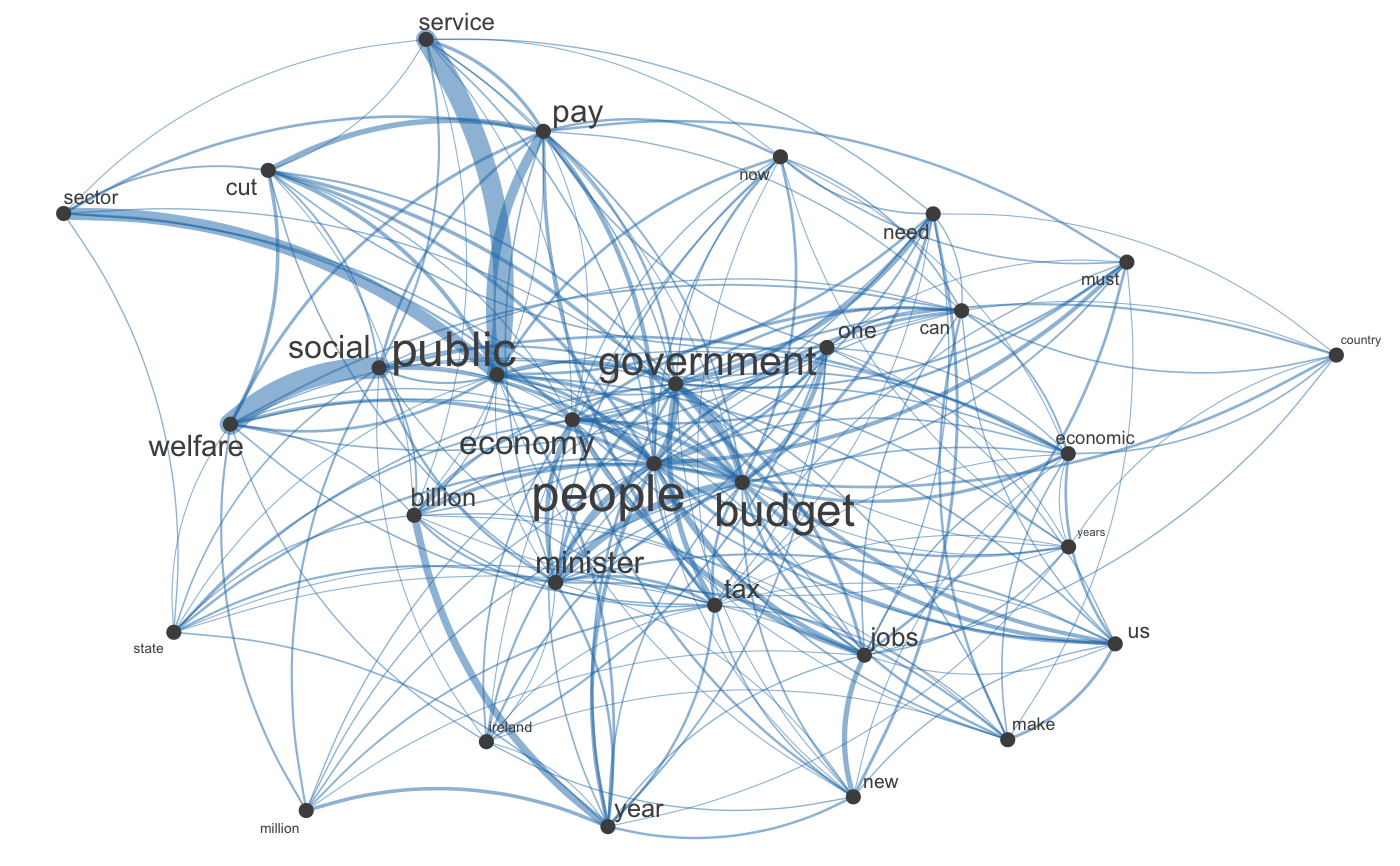 service
pay
now
cut
sector
need
must
can
one
country
social
public
government
welfare
economy
economic
people
budget
billion
years
minister
tax
us
jobs
state
ireland
make
new
year
million